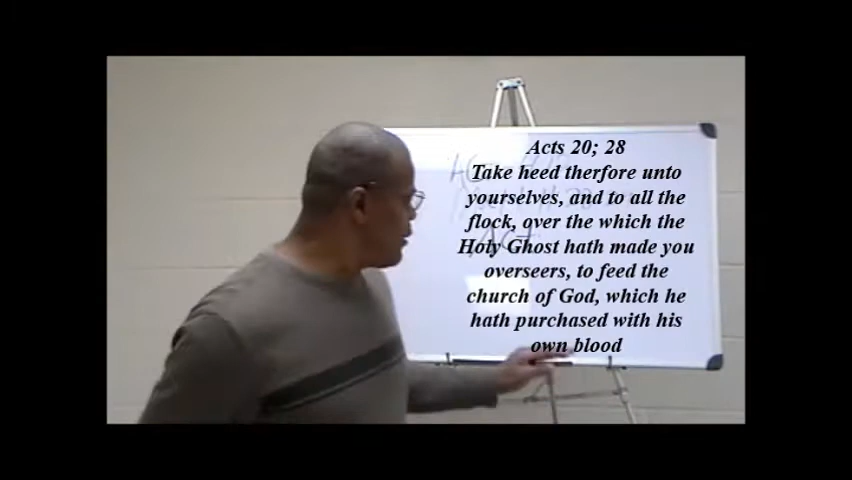 Acts 20; 28
Take heed therfore unto
yourselves, and to all the
flock, over the which the
Holy Ghost hath made you
overseers, to feed the
church of God, which he
hath purchased with his
own blood